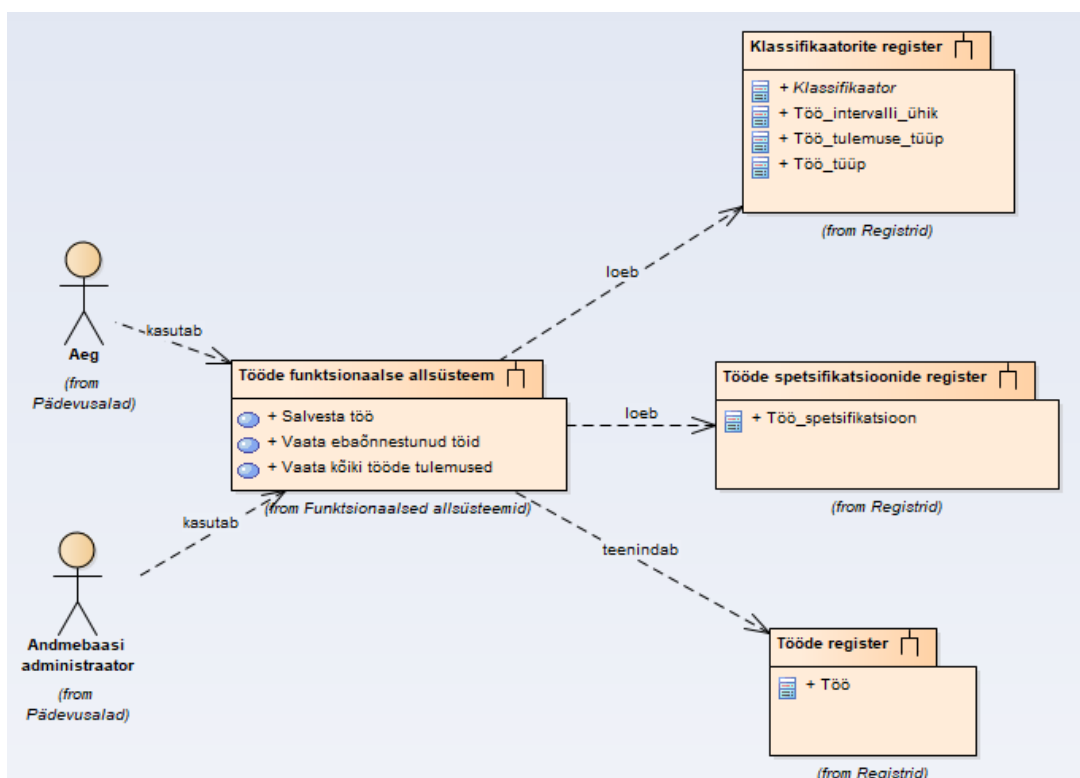 Klassifikaatorite register
+ Klassifikaator
+ Töö_intervalli_ühik
+ Töö_tulemuse_tüüp
+ Töö_tüüp
(from Registrid)
loeb
kasutab
Aeg
(from
Pädevusalad)
Tööde funktsionaalse allsüsteem
+ Salvesta töö
+ Vaata ebaõnnestunud töid
+ Vaata kõiki tööde tulemused
(from Funktsionaalsed allsüsteemid)
loeb
Tööde spetsifikatsioonide register
+ Töö_spetsifikatsioon
(from Registrid)
kasutab
teenindab
Andmebaasi
administraator
(from
Pädevusalad)
Tööde register
+ Töö
(from Registrid)